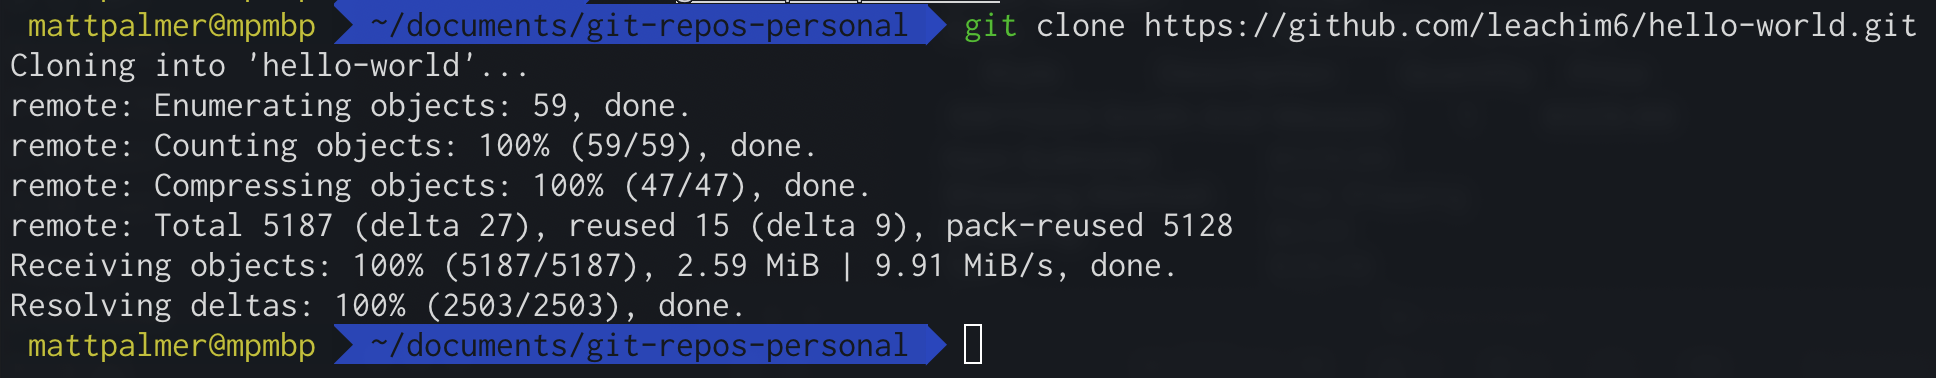 mattpalmer@mpmbp ~/documents/git-repos-personal git clone https://github.com/leachim6/hello-world.git
Cloning into 'hello-world'...
remote: Enumerating objects: 59, done.
remote: Counting objects: 100% (59/59), done.
remote: Compressing objects: 100% (47/47), done.
remote: Total 5187 (delta 27), reused 15 (delta 9), pack-reused 5128
Receiving objects: 100% (5187/5187), 2.59 MiB | 9.91 MiB/s, done.
Resolving deltas: 100% (2503/2503), done.
mattpalmer@mpmbp ~/documents/git-repos-personal